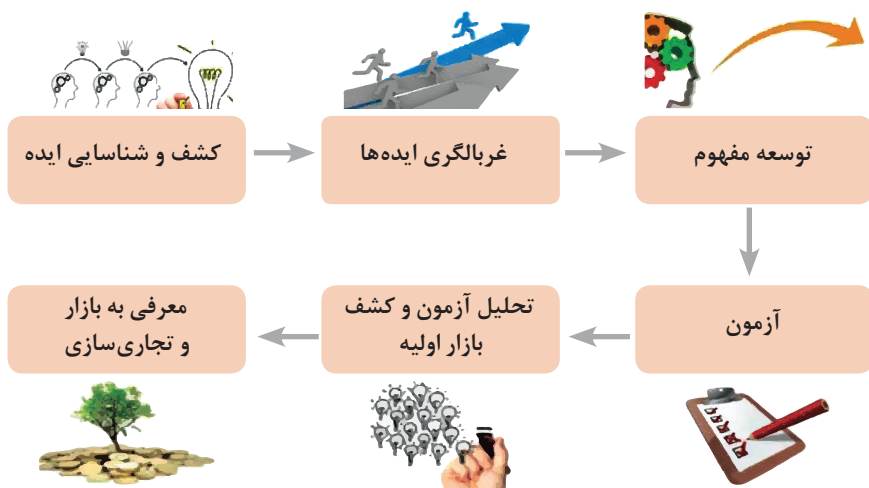 کشف و شناسایی ایده
غربالگری ایده‌ها
توسعه مفهوم
آزمون
تحلیل آزمون و کشف
بازار اولیه
معرفی به بازار
و تجاری‌سازی